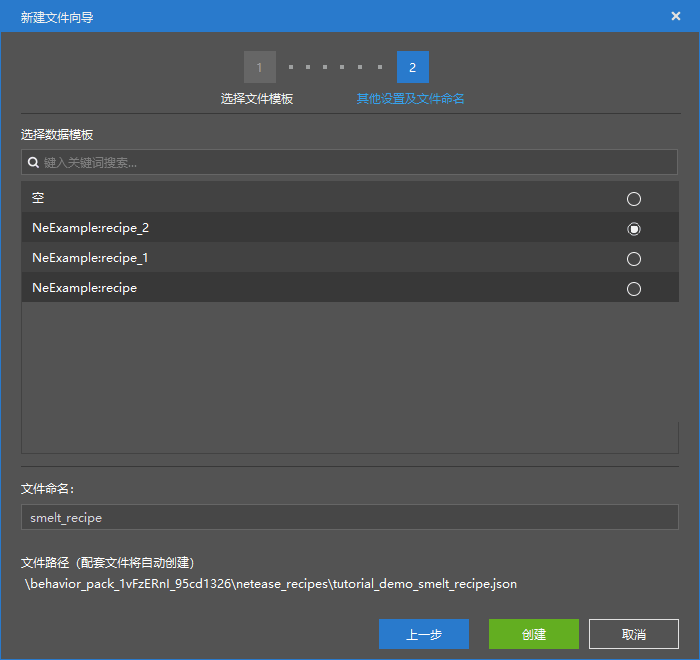 新建文件向导
1
2
选择文件模板
其他设置及文件命名
选择数据模板
键入关键词搜索...
空
NeExample:recipe_2
NeExample:recipe_1
NeExample:recipe
文件命名:
smelt_recipe
文件路径（配套文件将自动创建）
\behavior_pack_1vFzERnI_95cd1326\netease_recipes\tutorial_demo_smelt_recipe.json
上一步
创建
取消